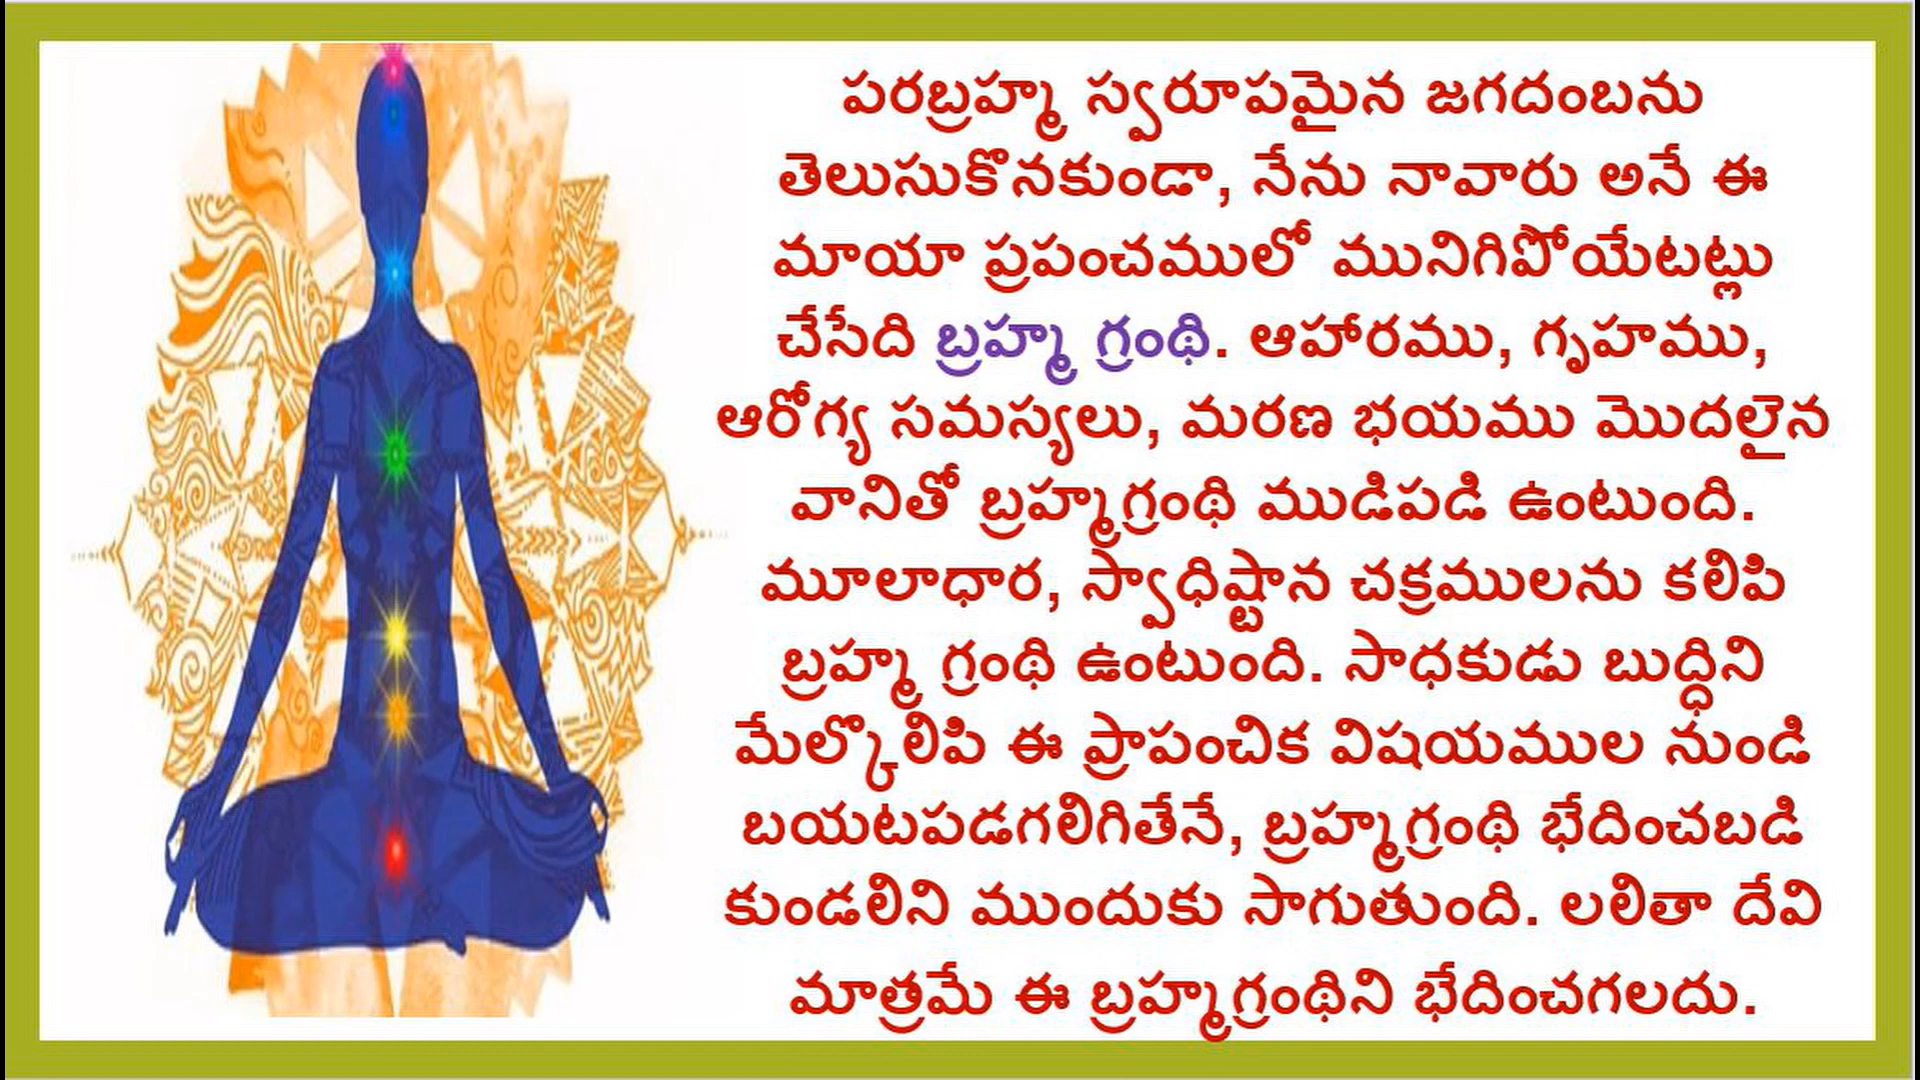 పరబ్రహ్మ స్వరూపమైన జగదంబను
తెలుసుకొనకుండా, నేను నావారు అనే ఈ
మాయా ప్రపంచములో మునిగిపోయేటట్లు
చేసేది బ్రహ్మ గ్రంథి. ఆహారము, గృహము,
ఆరోగ్య సమస్యలు, మరణ భయము మొదలైన
వానితో బ్రహ్మగ్రంథి ముడిపడి ఉంటుంది.
మూలాధార, స్వాధిష్టాన చక్రములను కలిపి
బ్రహ్మ గ్రంథి ఉంటుంది. సాధకుడు బుద్ధిని
మేల్కొలిపి ఈ ప్రాపంచిక విషయముల నుండి
బయటపడగలిగితేనే, బ్రహ్మగ్రంథి భేదించబడి
కుండలిని ముందుకు సాగుతుంది. లలితా దేవి
మాత్రమే ఈ బ్రహ్మగ్రంథిని భేదించగలదు.